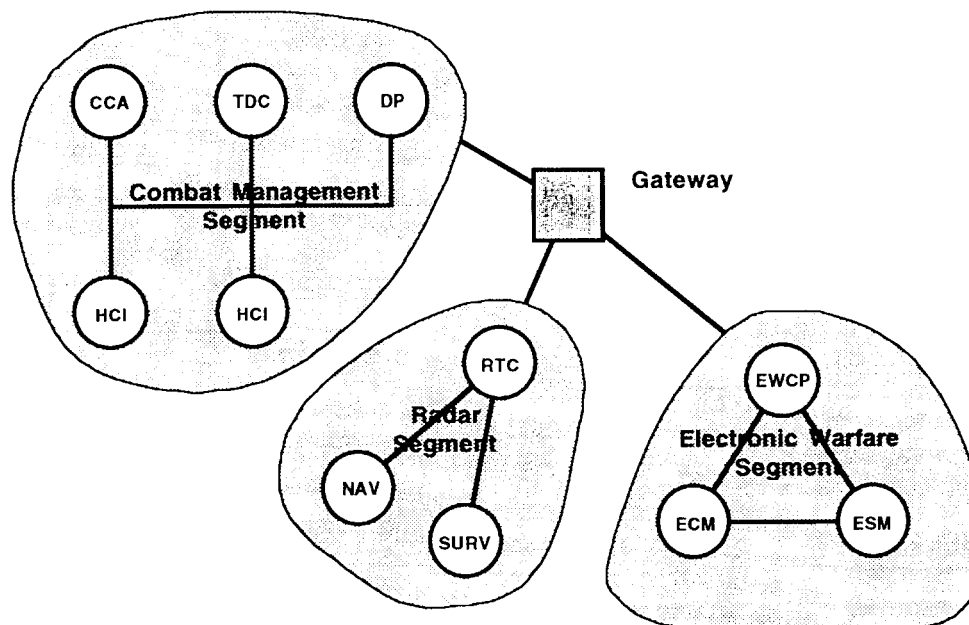 CCA
TDC
DP
Combat Management
Segment
HCI
HCI
Gateway
RTC
Radar
Segment
NAV
SURV
EWCP
Electronic Warfare
Segment
ECM
ESM